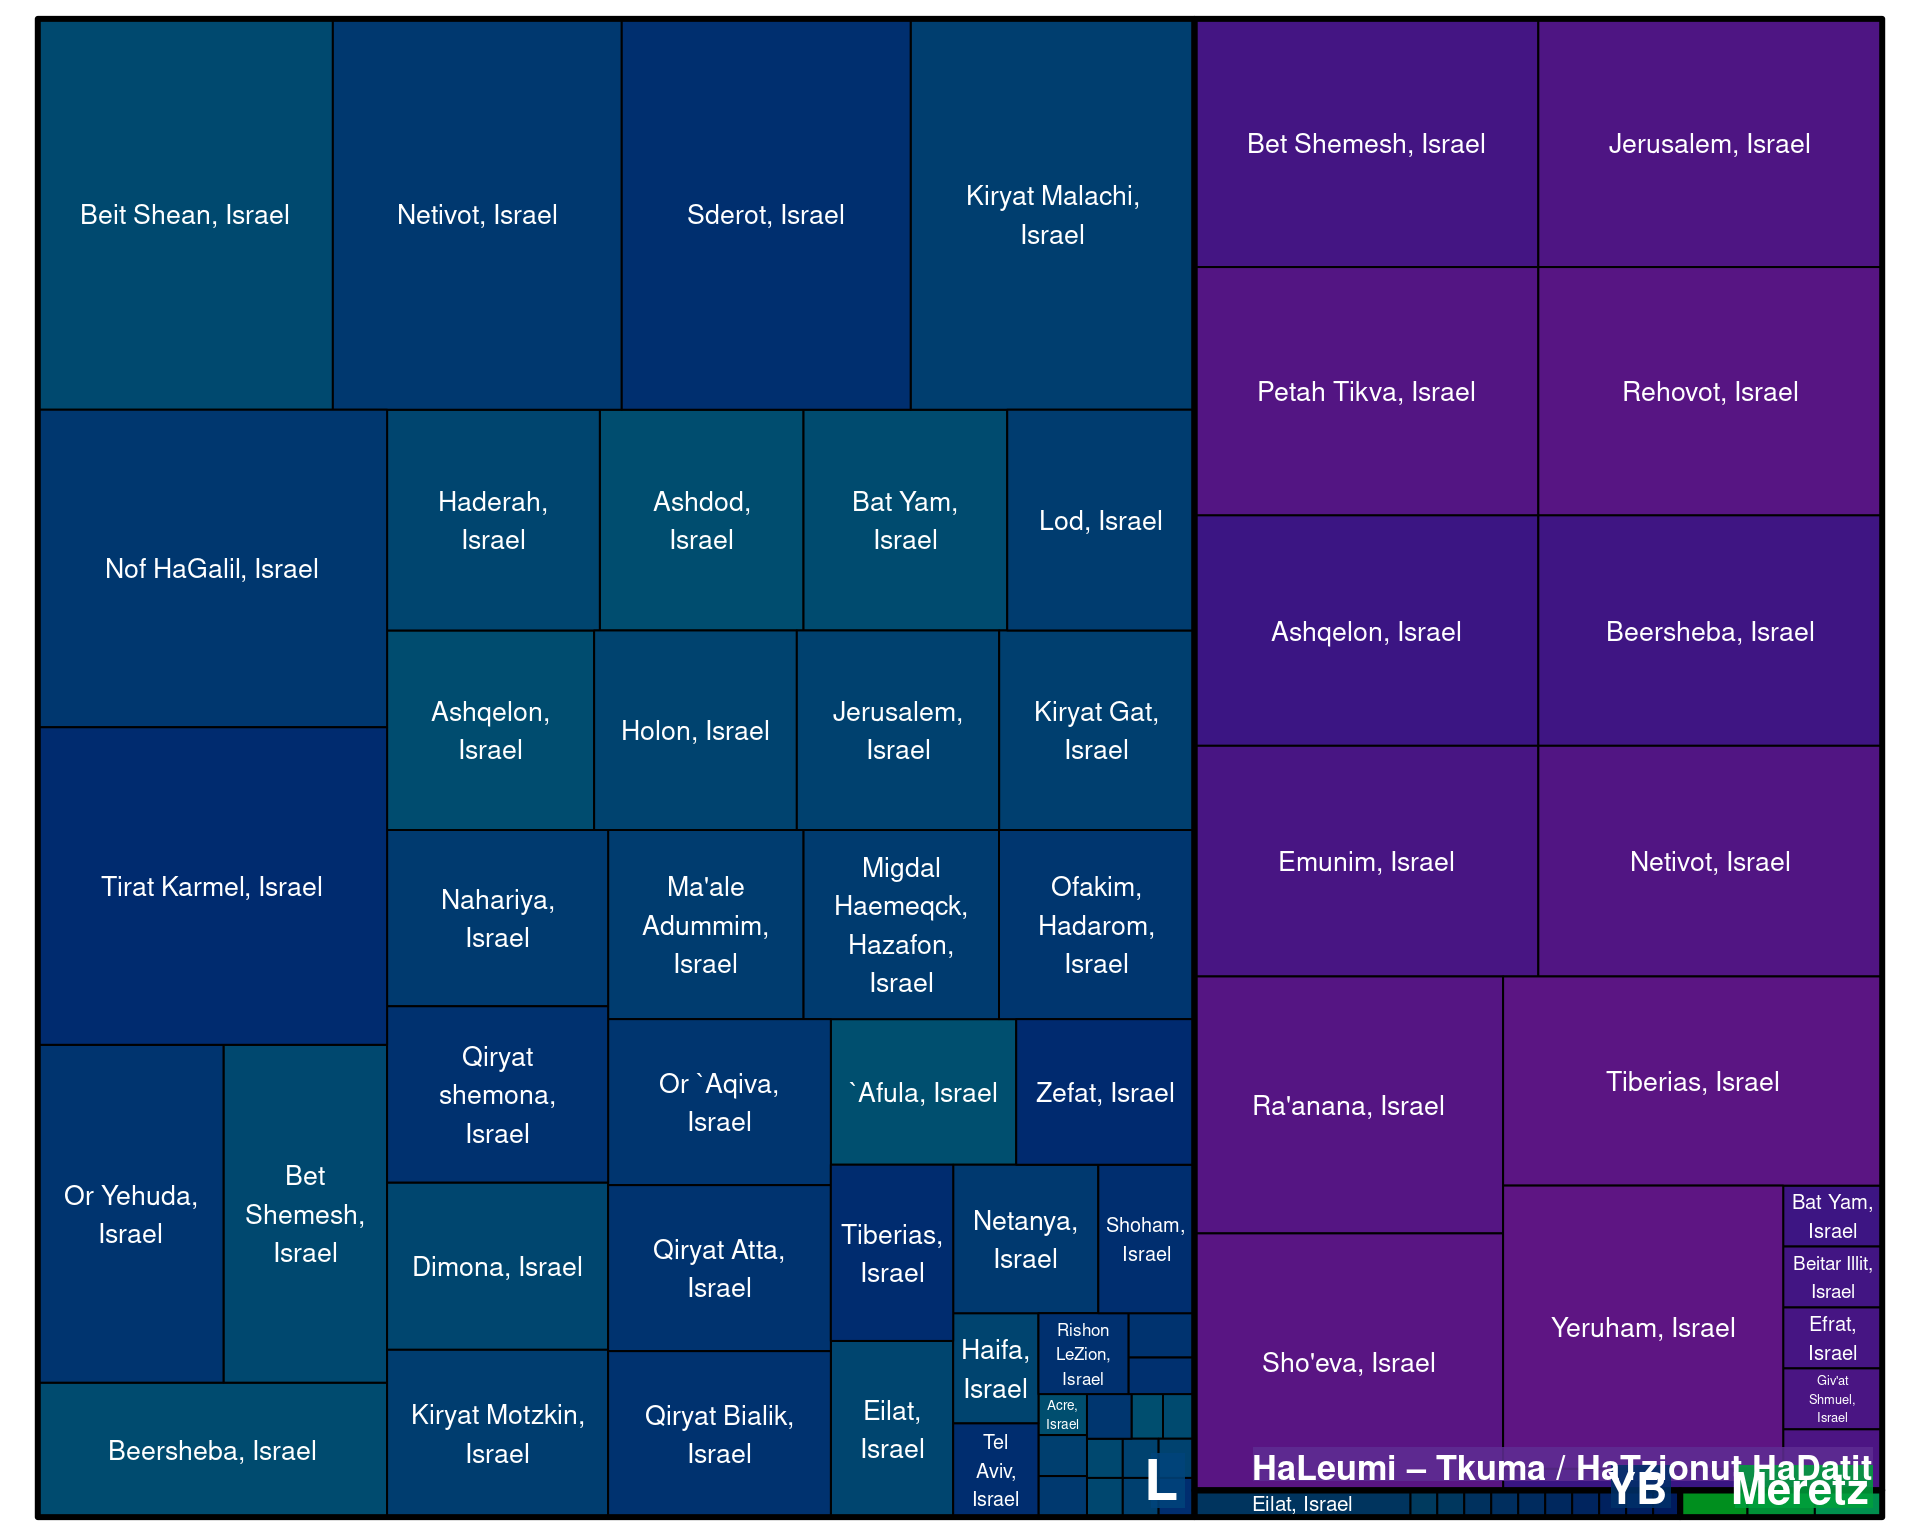 Beit Shean, Israel
Netivot, Israel
Sderot, Israel
Kiryat Malachi,
Israel
Nof HaGalil, Israel
Tirat Karmel, Israel
Or Yehuda,
Israel
Bet
Shemesh,
Israel
Beersheba, Israel
Haderah,
Israel
Ashdod,
Israel
Bat Yam,
Israel
Lod, Israel
Ashqelon,
Israel
Holon, Israel
Jerusalem,
Israel
Kiryat Gat,
Israel
Nahariya,
Israel
Qiryat
shemona,
Israel
Dimona, Israel
Kiryat Motzkin,
Israel
Ma'ale
Adummim,
Israel
Migdal
Haemeqck,
Hazafon,
Israel
Ofakim,
Hadarom,
Israel
Or `Aqiva,
Israel
Qiryat Atta,
Israel
Qiryat Bialik,
Israel
`Afula, Israel
Zefat, Israel
Tiberias,
Israel
Eilat,
Israel
Netanya,
Israel
Shoham,
Israel
Haifa,
Israel
Tel
Aviv,
Israel
Rishon
LeZion,
Israel
Acre,
Israel
L
Bet Shemesh, Israel
Jerusalem, Israel
Petah Tikva, Israel
Rehovot, Israel
Ashqelon, Israel
Beersheba, Israel
Emunim, Israel
Netivot, Israel
Ra'anana, Israel
Tiberias, Israel
Sho'eva, Israel
Yeruham, Israel
Bat Yam,
Israel
Beitar Illit,
Israel
Efrat,
Israel
Giv'at
Shmuel,
Israel
HaLeumi – Tkuma / HaTzionut HaDatit
Eilat, Israel
YB
Meretz